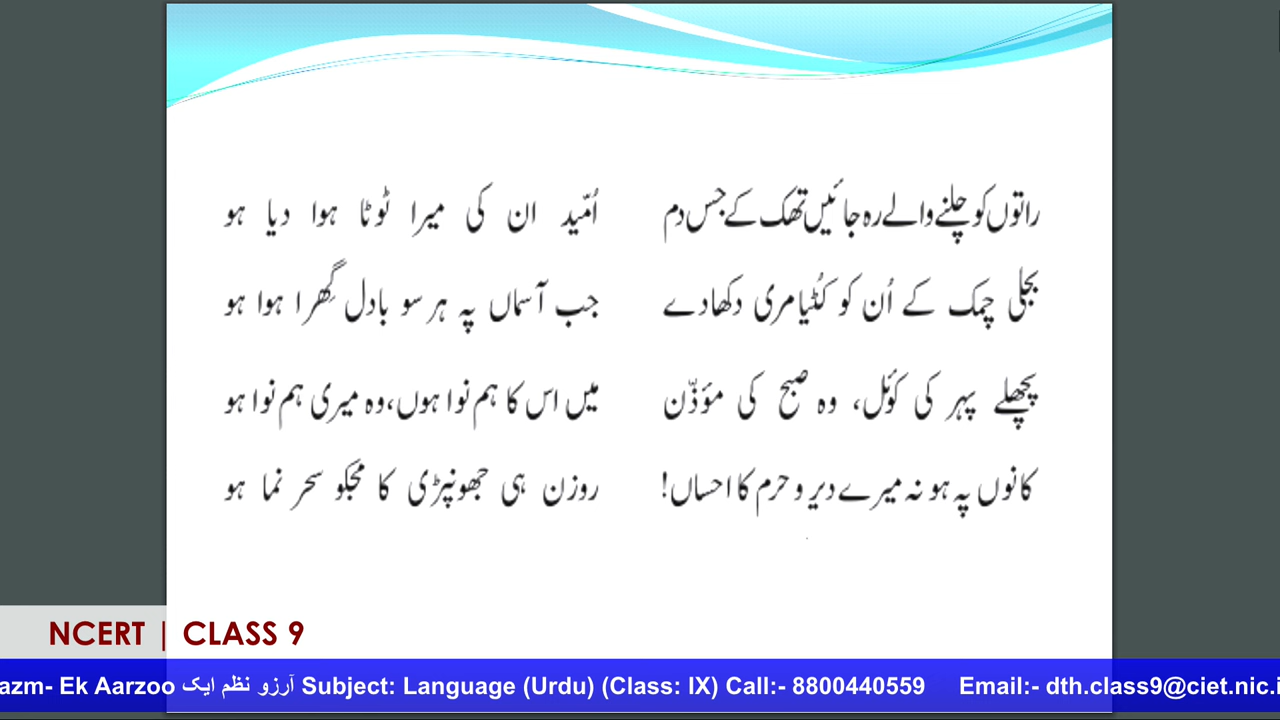 راتوں کو چلنے والے رہ جائیں تھک کے جس دم اُمّید ان کی میرا ٹوٹا ہوا دیا ہو
بجلی چمک کے اُن کو کُٹیا مری دکھا دے جب آسماں پہ ہر سو بادل گھِرا ہوا ہو
پچھلے پہر کی کوئل، وہ صبح کی مؤذّن میں اس کا ہم نوا ہوں، وہ میری ہم نوا ہو
کانوں پہ ہو نہ میرے دیر و حرم کا احساں! روزن ہی جھونپڑی کا مجکو سحر نما ہو
NCERT | CLASS 9
azm- Ek Aarzoo آرزو نظم ایک Subject: Language (Urdu) (Class: IX) Call:- 8800440559 Email:- dth.class9@ciet.nic.i